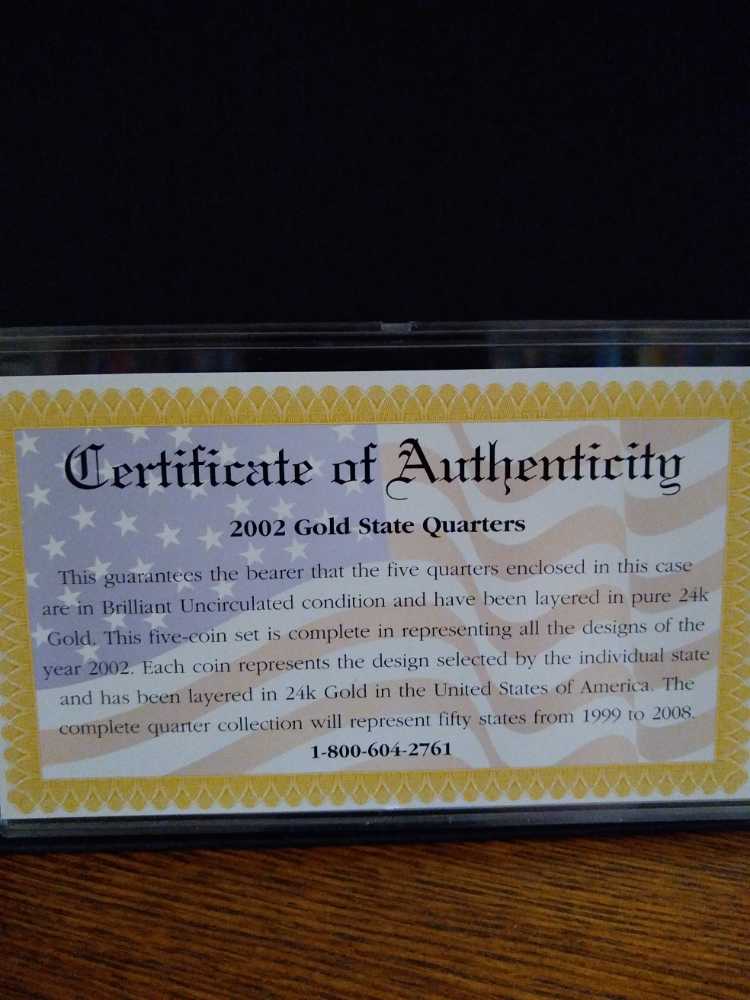 Certificate of Authenticity
2002 Gold State Quarters
This guarantees the bearer that the five quarters enclosed in this case
are in Brilliant Uncirculated condition and have been layered in pure 24k
Gold. This five-coin set is complete in representing all the designs of the
year 2002. Each coin represents the design selected by the individual state
and has been layered in 24k Gold in the United States of America. The
complete quarter collection will represent fifty states from 1999 to 2008.
1-800-604-2761